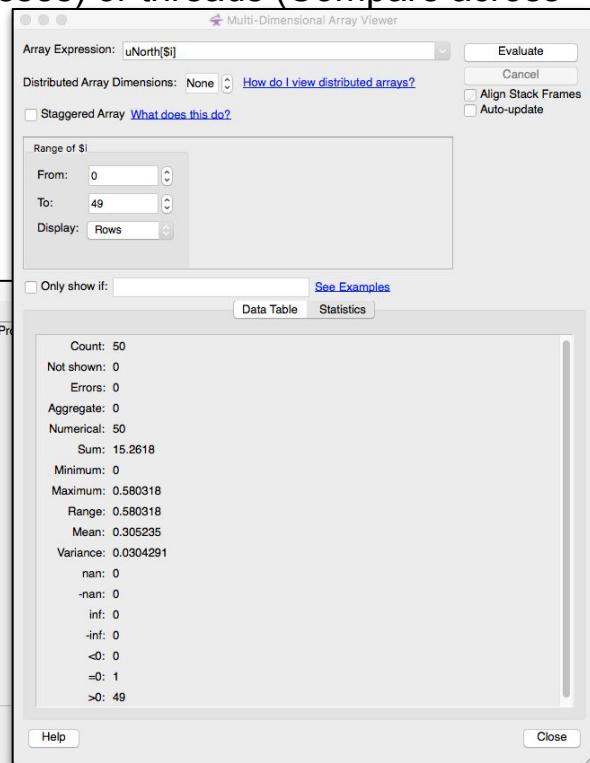 or threads (Compare across
Multi-Dimensional Array Viewer
Array Expression: uNorth[$i]
Evaluate
Distributed Array Dimensions: None How do I view distributed arrays?
Cancel
Align Stack Frames
Staggered Array What does this do?
Auto-update
Range of $i
From: 0
To: 49
Display: Rows
Only show if: See Examples
Data Table Statistics
Count: 50
Not shown: 0
Errors: 0
Aggregate: 0
Numerical: 50
Sum: 15.2618
Minimum: 0
Maximum: 0.580318
Range: 0.580318
Mean: 0.305235
Variance: 0.0304291
nan: 0
-nan: 0
inf: 0
-inf: 0
<0: 0
=0: 1
>0: 49
Help Close